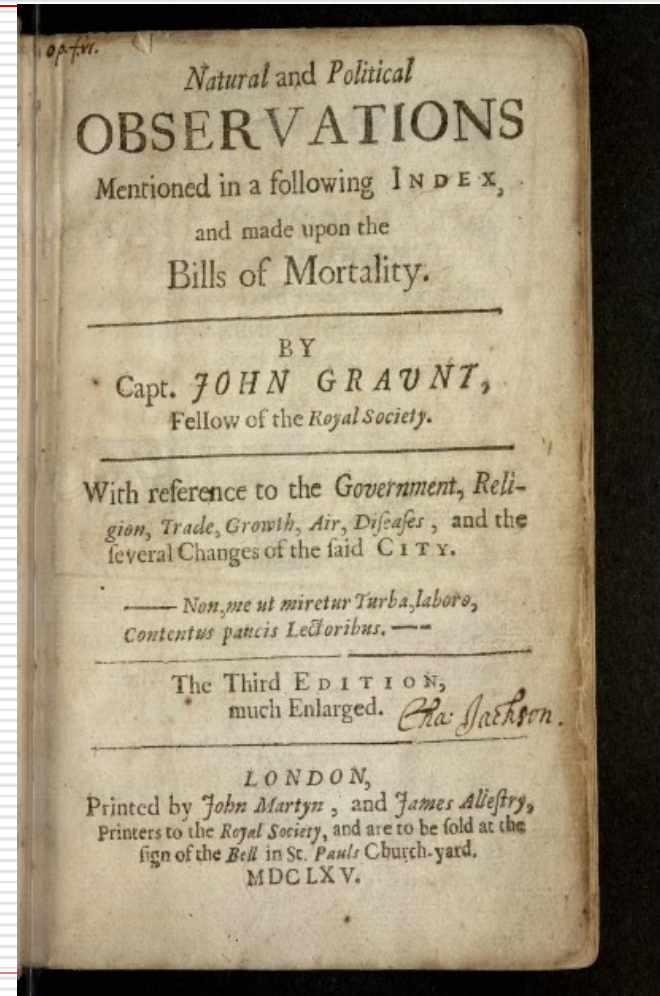 Natural and Political
OBSERVATIONS
Mentioned in a following INDEX,
and made upon the
Bills of Mortality.
BY
Capt. JOHN GRAUNT,
Fellow of the Royal Society.
With reference to the Government, Reli-
gion, Trade, Growth, Air, Diſeaſes, and the
ſeveral Changes of the ſaid CITY.
—— Non, me ut miretur Turba, laboro,
Contentus paucis Lectoribus. ——
The Third EDITION,
much Enlarged.
Cha: Jackson.
LONDON,
Printed by John Martyn, and James Alleſtry,
Printers to the Royal Society, and are to be ſold at the
ſign of the Bell in St. Pauls Church-yard.
MDCLXV.